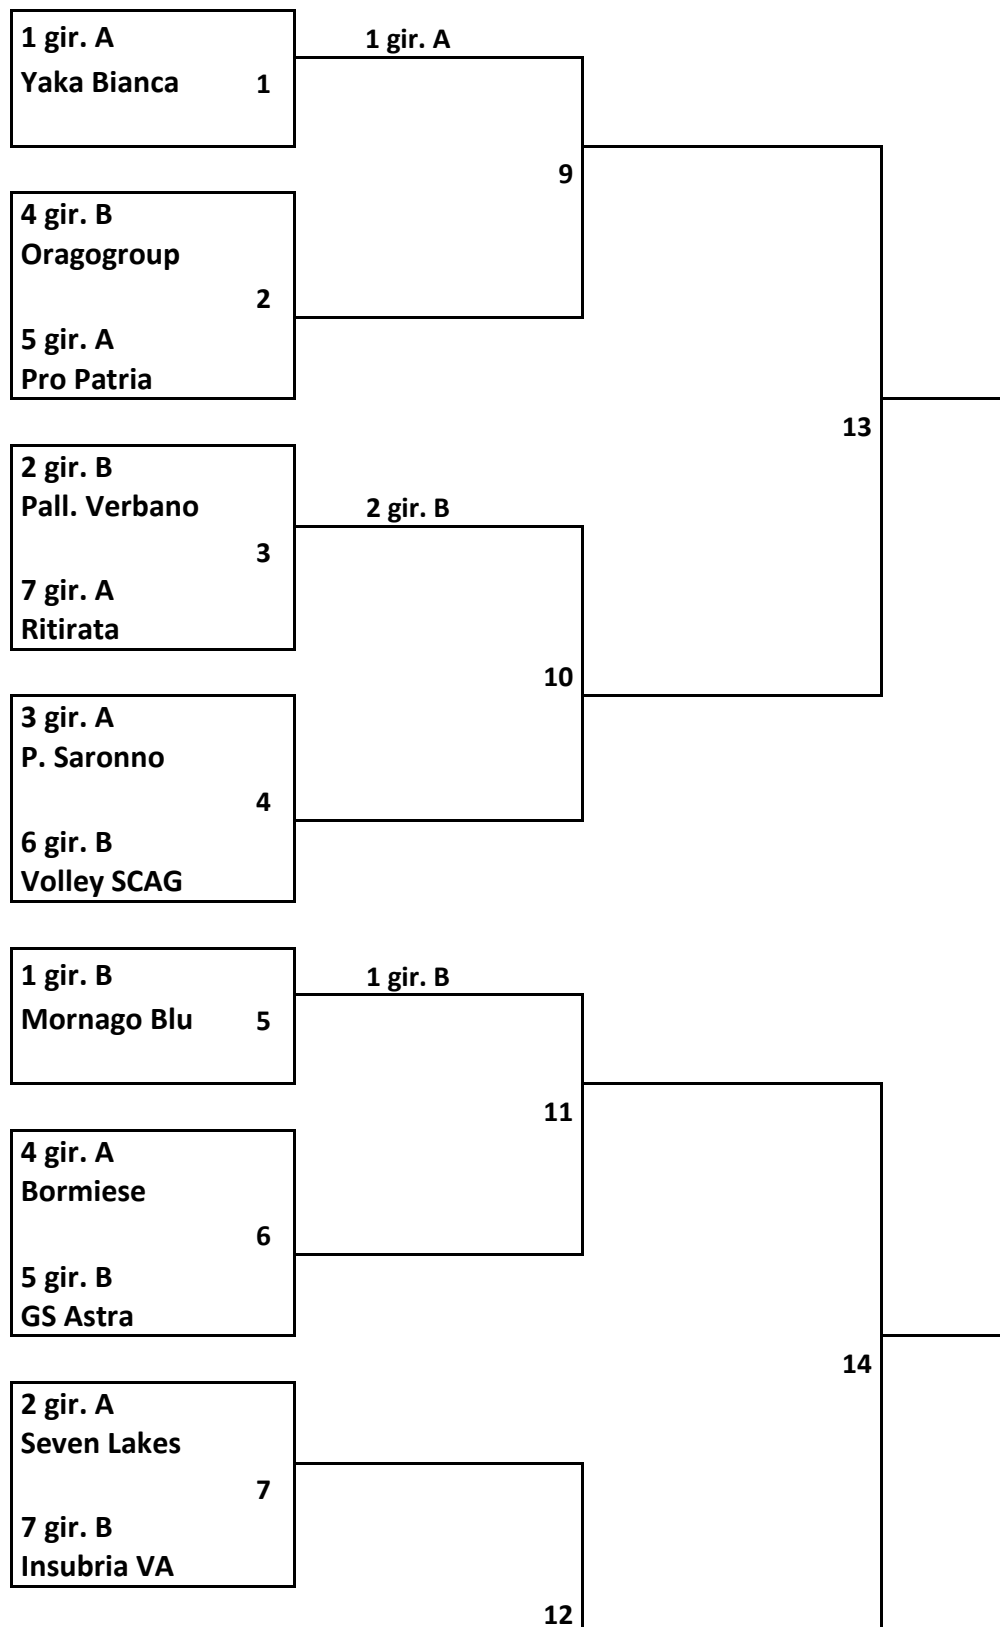 1 gir. A
Yaka Bianca
1
1 gir. A
9
4 gir. B
Oragogroup
2
5 gir. A
Pro Patria
13
2 gir. B
Pall. Verbano
3
7 gir. A
Ritirata
2 gir. B
10
3 gir. A
P. Saronno
4
6 gir. B
Volley SCAG
1 gir. B
Mornago Blu
5
1 gir. B
11
4 gir. A
Bormiese
6
5 gir. B
GS Astra
14
2 gir. A
Seven Lakes
7
7 gir. B
Insubria VA
12